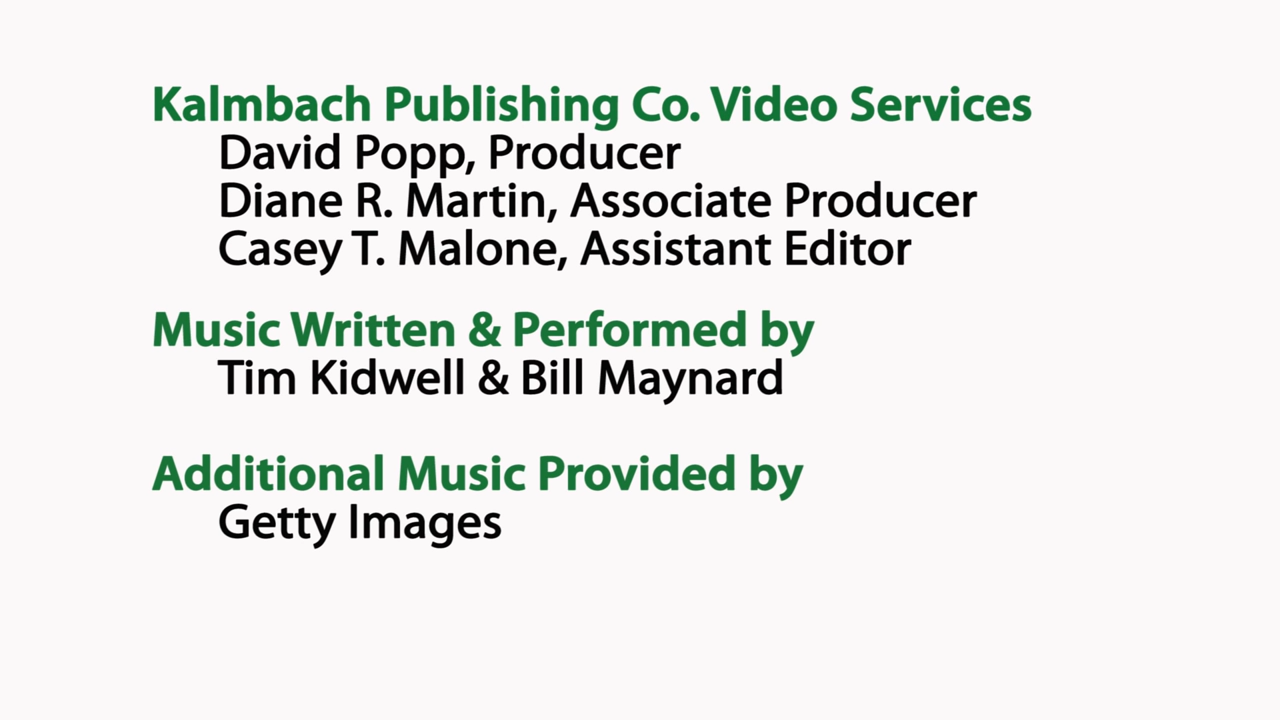 Kalmbach Publishing Co. Video Services
David Popp, Producer
Diane R. Martin, Associate Producer
Casey T. Malone, Assistant Editor
Music Written & Performed by
Tim Kidwell & Bill Maynard
Additional Music Provided by
Getty Images